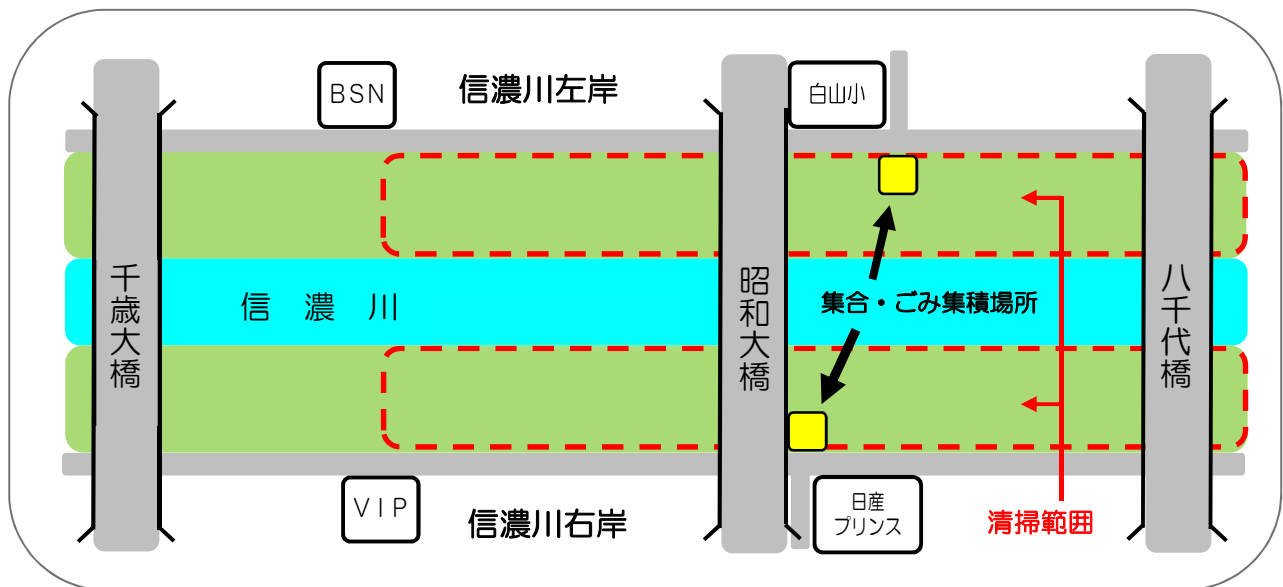 BSN
信濃川左岸
白山小
千歳大橋
信濃川
昭和大橋
集合・ごみ集積場所
八千代橋
VIP
信濃川右岸
日産
プリンス
清掃範囲